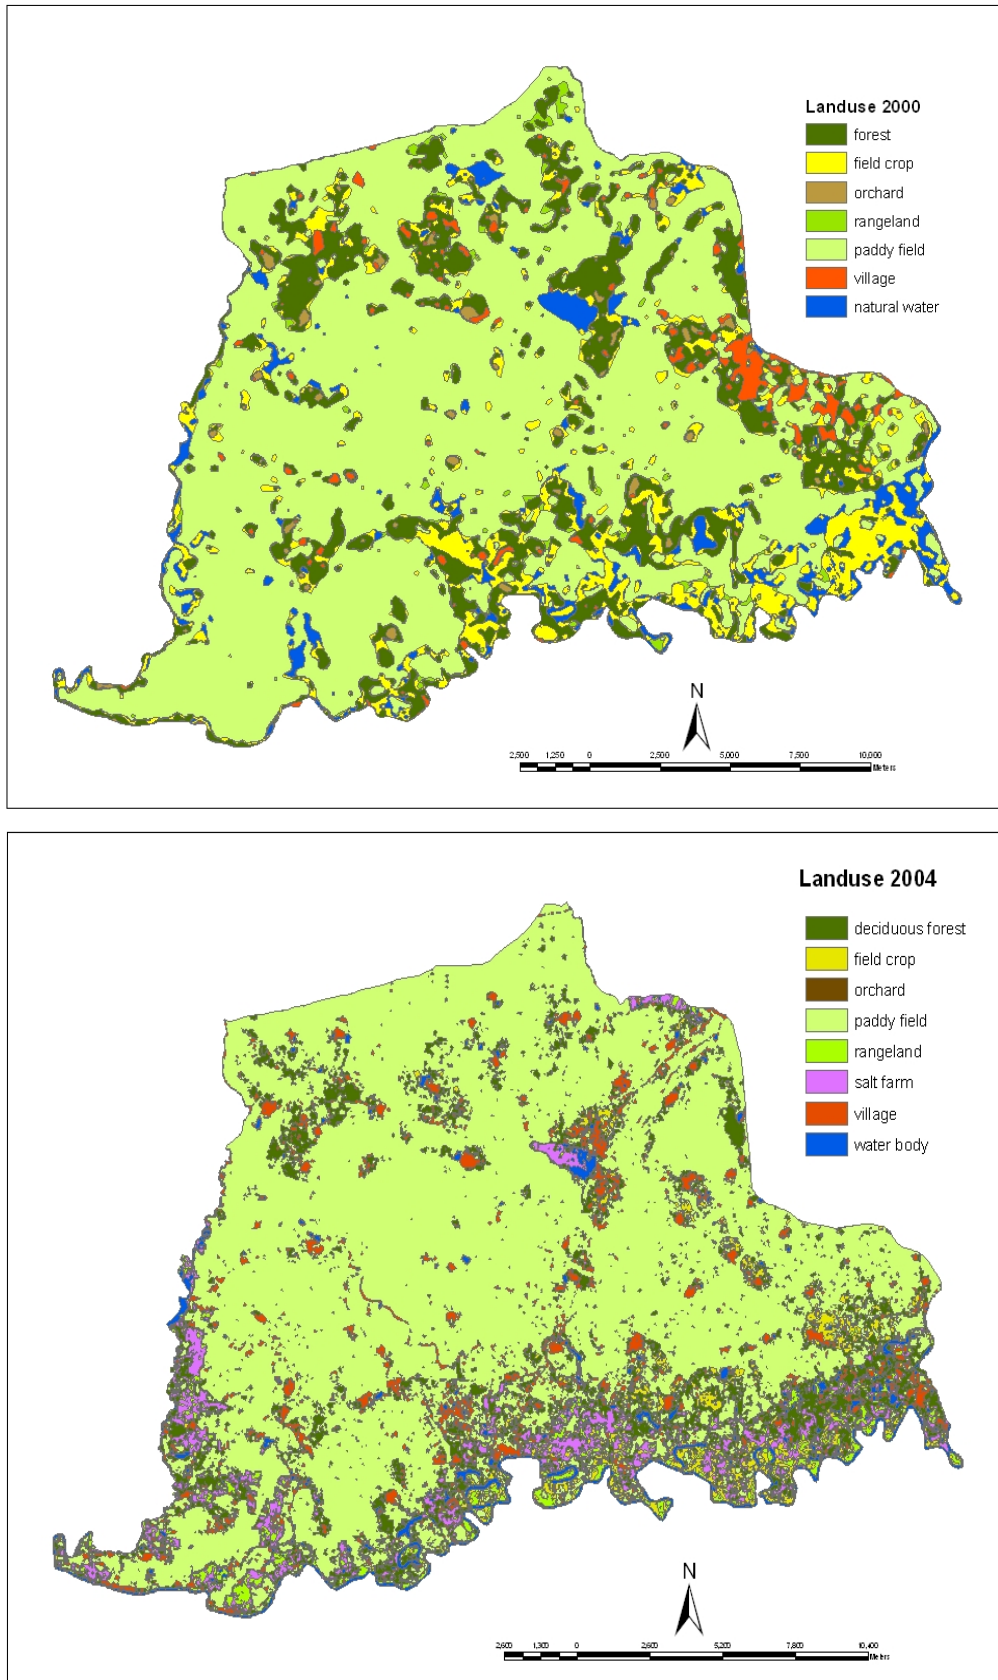 Landuse 2000
forest
field crop
orchard
rangeland
paddy field
village
natural water
N
2,500 1,250 0 2,500 5,000 7,500 10,000
Meters
Landuse 2004
deciduous forest
field crop
orchard
paddy field
rangeland
salt farm
village
water body
N
2,600 1,300 0 2,600 5,200 7,800 10,400
Meters